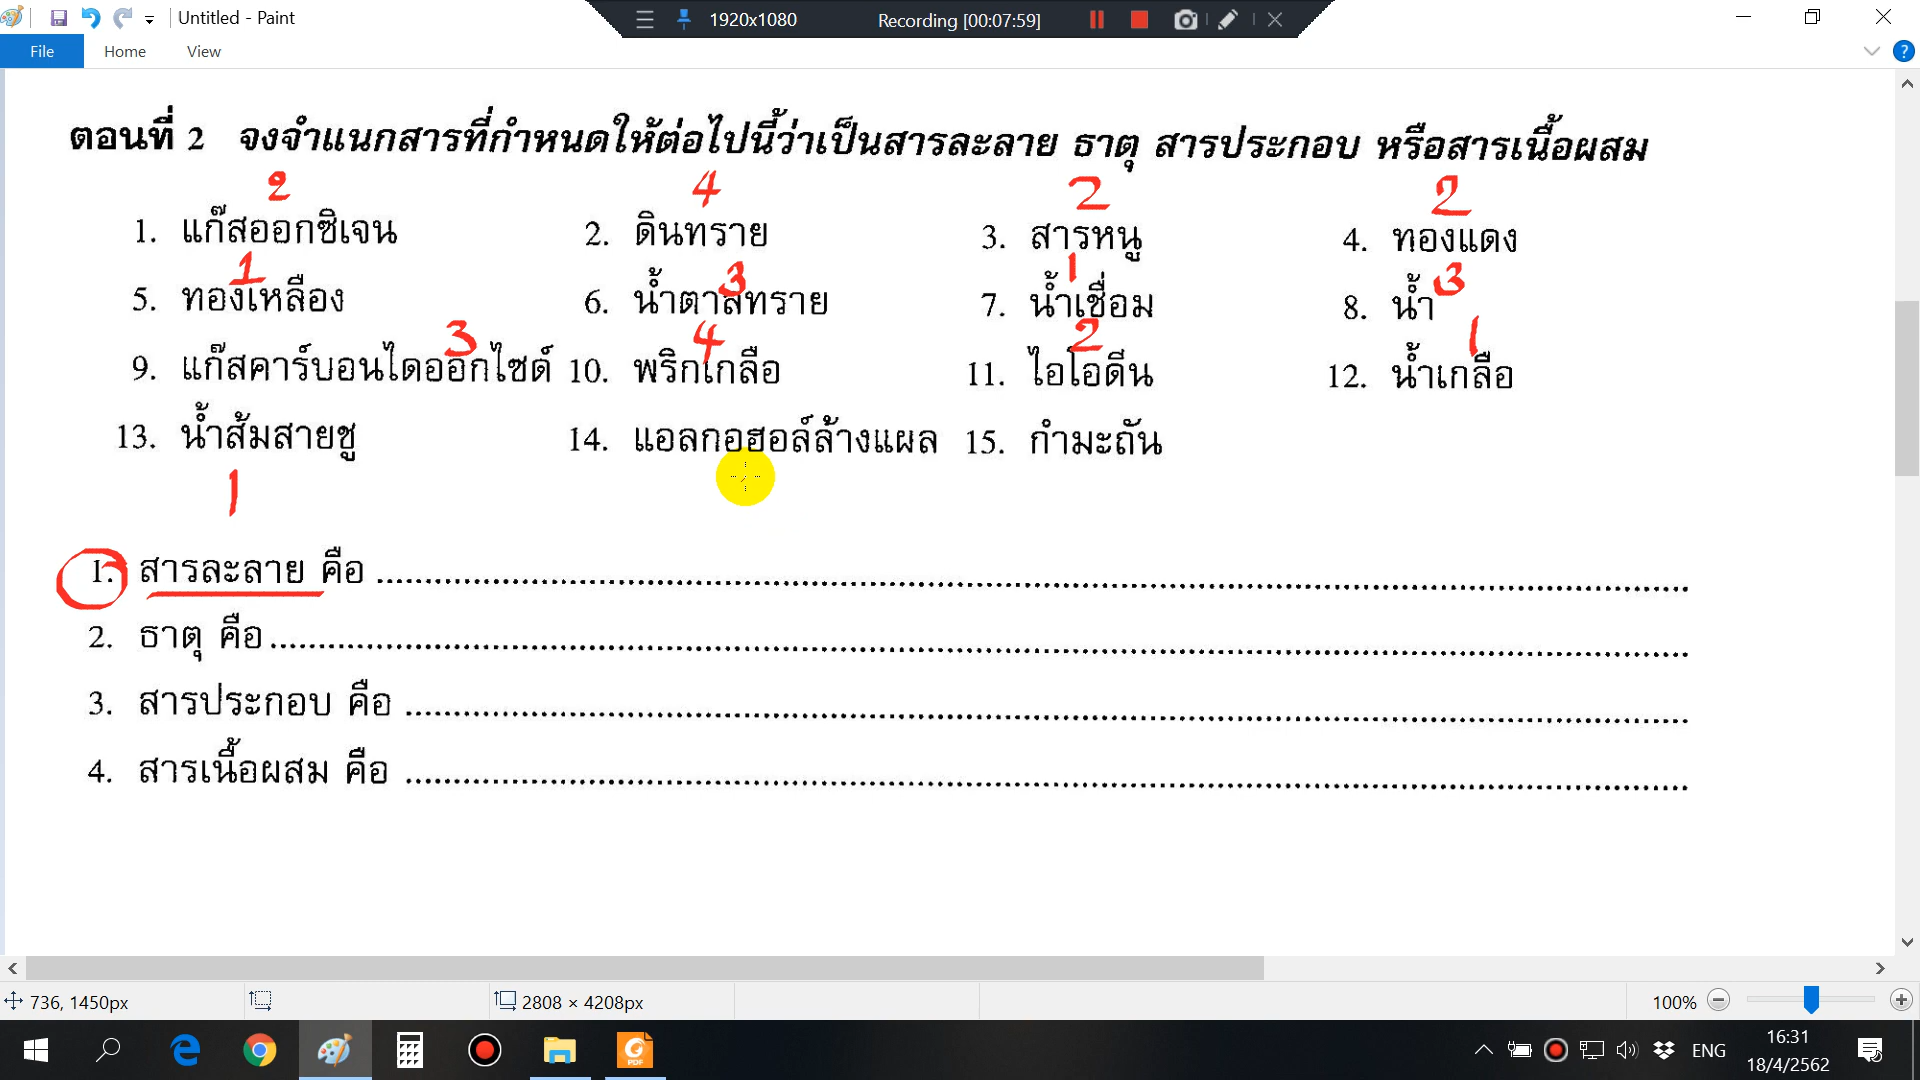 Untitled - Paint
1920x1080 Recording [00:07:59]
File Home View
ตอนที่ 2 จงจำแนกสารที่กำหนดให้ต่อไปนี้ว่าเป็นสารละลาย ธาตุ สารประกอบ หรือสารเนื้อผสม
2 4 2 2
1. แก๊สออกซิเจน 2. ดินทราย 3. สารหนู 4. ทองแดง
1 3 1 3
5. ทองเหลือง 6. น้ำตาลทราย 7. น้ำเชื่อม 8. น้ำ
3 4 2 1
9. แก๊สคาร์บอนไดออกไซด์ 10. พริกเกลือ 11. ไอโอดีน 12. น้ำเกลือ
13. น้ำส้มสายชู 14. แอลกอฮอล์ล้างแผล 15. กำมะถัน
1
1. สารละลาย คือ ........................................
2. ธาตุ คือ ........................................
3. สารประกอบ คือ ........................................
4. สารเนื้อผสม คือ ........................................
736, 1450px 2808 × 4208px 100%
PDF ENG 16:31
18/4/2562